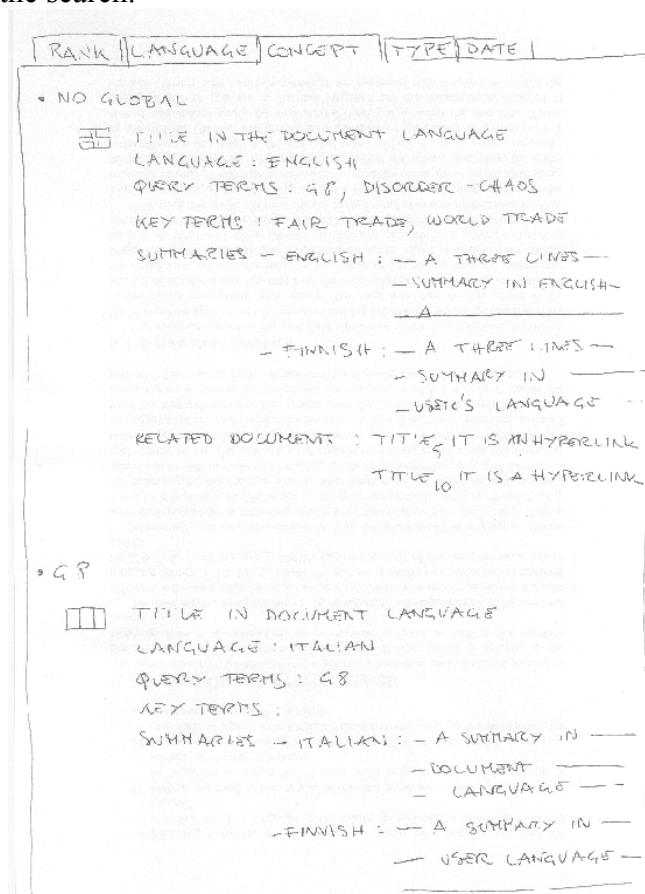 the search.
RANK LANGUAGE CONCEPT TYPE DATE
• NO GLOBAL
TITLE IN THE DOCUMENT LANGUAGE
LANGUAGE : ENGLISH
QUERY TERMS : G8, DISORDER - CHAOS
KEY TERMS : FAIR TRADE, WORLD TRADE
SUMMARIES - ENGLISH : — A THREE LINES —
— SUMMARY IN ENGLISH —
— A ———
- FINNISH : — A THREE LINES —
— SUMMARY IN ———
— USER'S LANGUAGE --
RELATED DOCUMENTS : TITLE5 IT IS AN HYPERLINK
TITLE10 IT IS A HYPERLINK
• G8
TITLE IN DOCUMENT LANGUAGE
LANGUAGE : ITALIAN
QUERY TERMS : G8
KEY TERMS :
SUMMARIES - ITALIAN : — A SUMMARY IN ——
— DOCUMENT ———
— LANGUAGE — —
- FINNISH : — A SUMMARY IN —
— USER LANGUAGE —